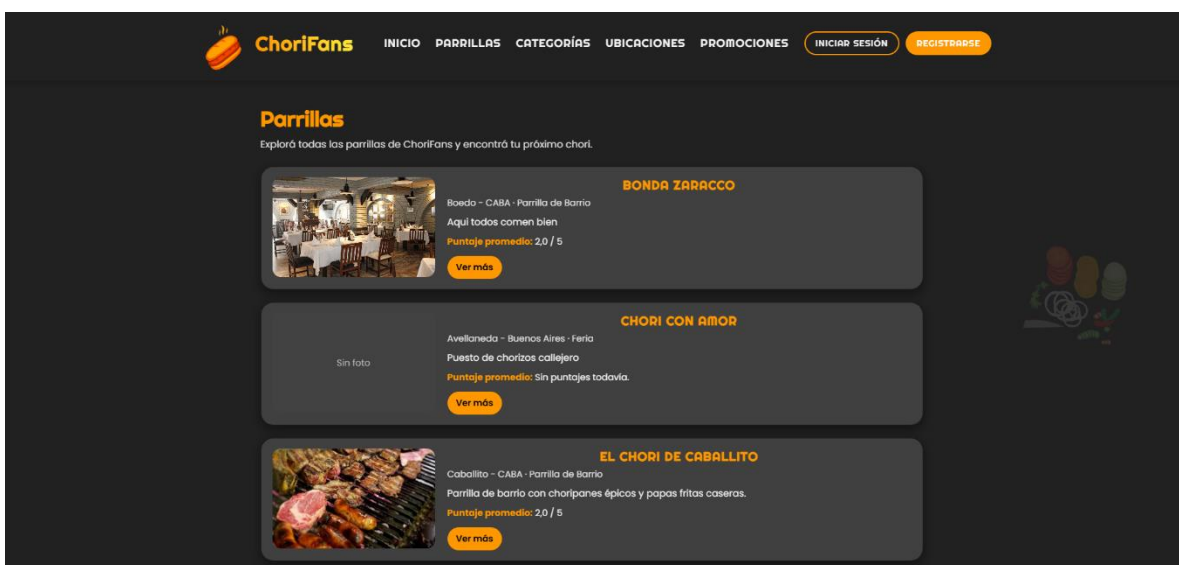 ChoriFans INICIO PARRILLAS CATEGORÍAS UBICACIONES PROMOCIONES INICIAR SESIÓN REGISTRARSE
Parrillas
Explorá todas las parrillas de ChoriFans y encontrá tu próximo chori.
BONDA ZARACCO
Boedo - CABA · Parrilla de Barrio
Aqui todos comen bien
Puntaje promedio: 2,0 / 5
Ver más
CHORI CON AMOR
Avellaneda - Buenos Aires · Feria
Puesto de chorizos callejero
Sin foto
Puntaje promedio: Sin puntajes todavía.
Ver más
EL CHORI DE CABALLITO
Caballito - CABA · Parrilla de Barrio
Parrilla de barrio con choripanes épicos y papas fritas caseras.
Puntaje promedio: 2,0 / 5
Ver más